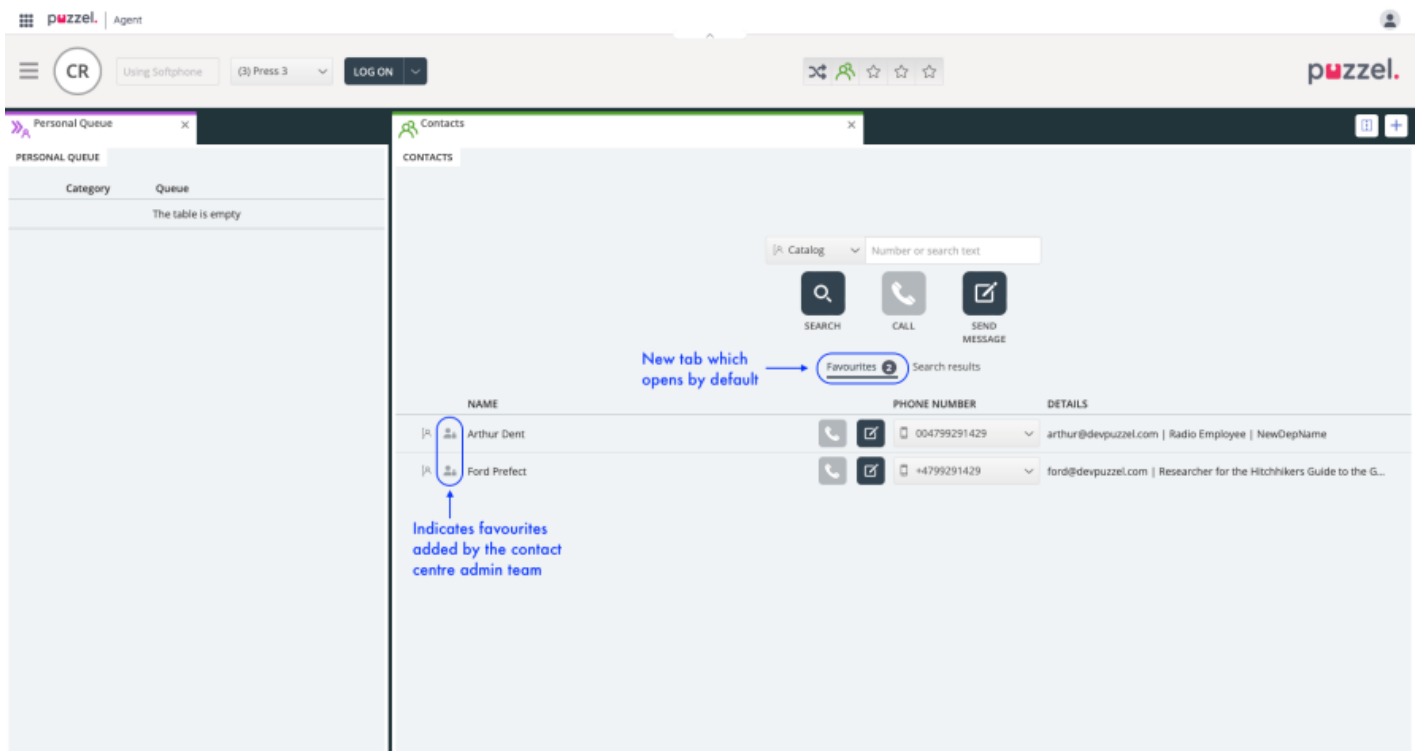 puzzel. | Agent
CR
Using Softphone
(3) Press 3
LOG ON
puzzel.
Personal Queue
PERSONAL QUEUE
Category Queue
The table is empty
Contacts
CONTACTS
Catalog
Number or search text
SEARCH
CALL
SEND
MESSAGE
New tab which
opens by default
Favourites 2
Search results
NAME PHONE NUMBER DETAILS
Arthur Dent 004799291429 arthur@devpuzzel.com | Radio Employee | NewDepName
Ford Prefect +4799291429 ford@devpuzzel.com | Researcher for the Hitchhikers Guide to the G...
Indicates favourites
added by the contact
centre admin team